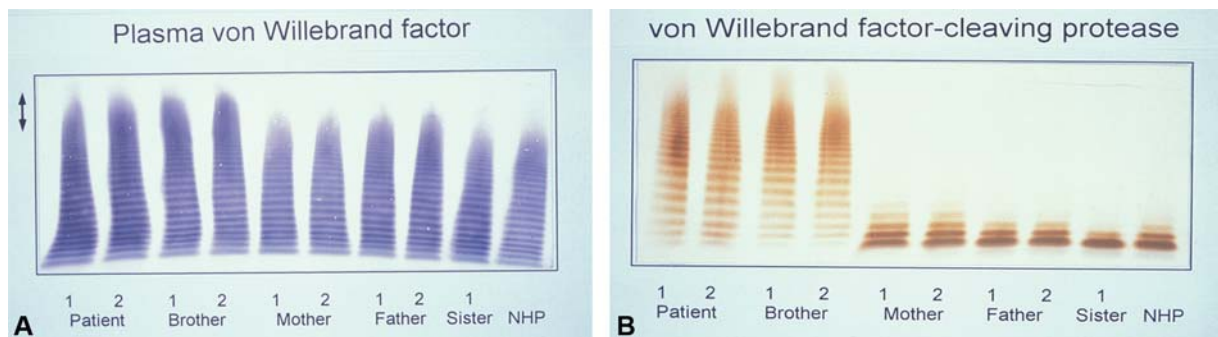 Plasma von Willebrand factor
1 2 1 2 1 2 1 2 1
Patient Brother Mother Father Sister NHP
A
von Willebrand factor-cleaving protease
1 2 1 2 1 2 1 2 1
Patient Brother Mother Father Sister NHP
B